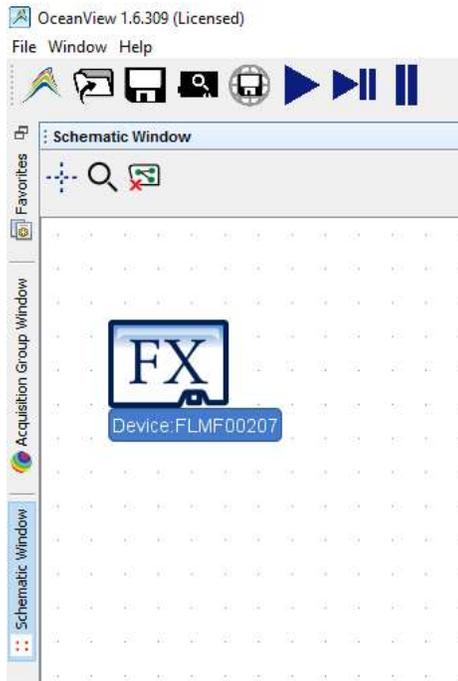 OceanView 1.6.309 (Licensed)
File Window Help
Schematic Window
Favorites
Acquisition Group Window
Schematic Window
FX
Device:FLMF00207